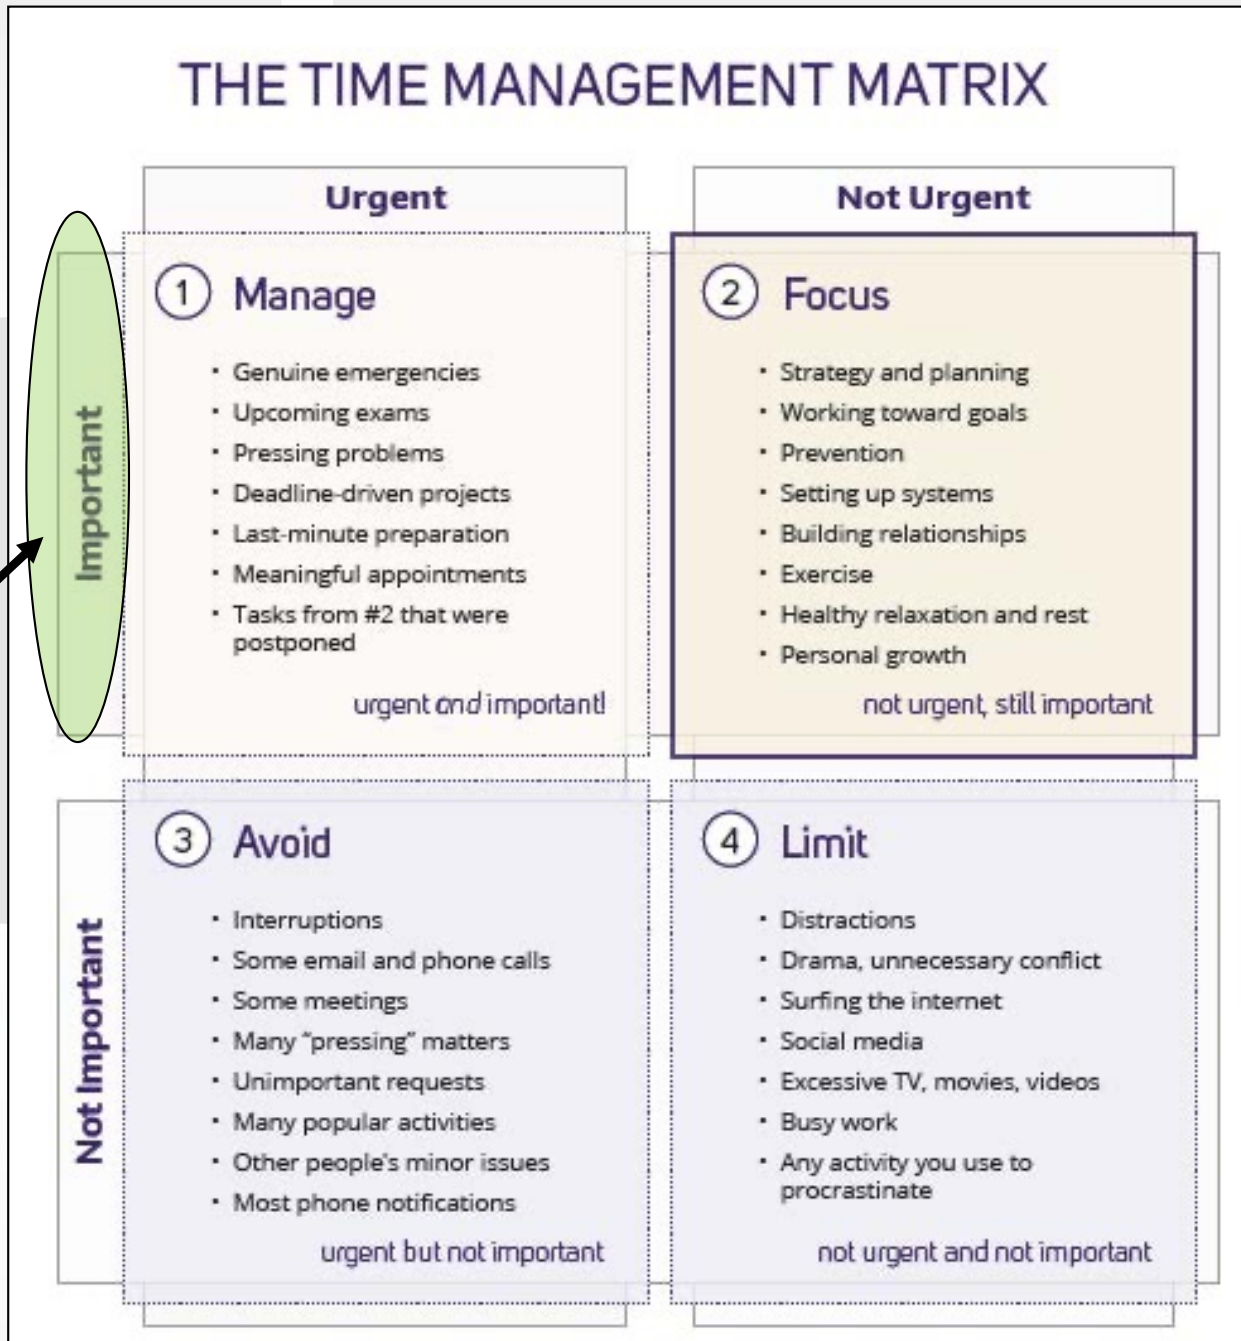 THE TIME MANAGEMENT MATRIX
Urgent
Not Urgent
Important
1 Manage
• Genuine emergencies
• Upcoming exams
• Pressing problems
• Deadline-driven projects
• Last-minute preparation
• Meaningful appointments
• Tasks from #2 that were
postponed
urgent and important!
2 Focus
• Strategy and planning
• Working toward goals
• Prevention
• Setting up systems
• Building relationships
• Exercise
• Healthy relaxation and rest
• Personal growth
not urgent, still important
Not Important
3 Avoid
• Interruptions
• Some email and phone calls
• Some meetings
• Many “pressing” matters
• Unimportant requests
• Many popular activities
• Other people's minor issues
• Most phone notifications
urgent but not important
4 Limit
• Distractions
• Drama, unnecessary conflict
• Surfing the internet
• Social media
• Excessive TV, movies, videos
• Busy work
• Any activity you use to
procrastinate
not urgent and not important